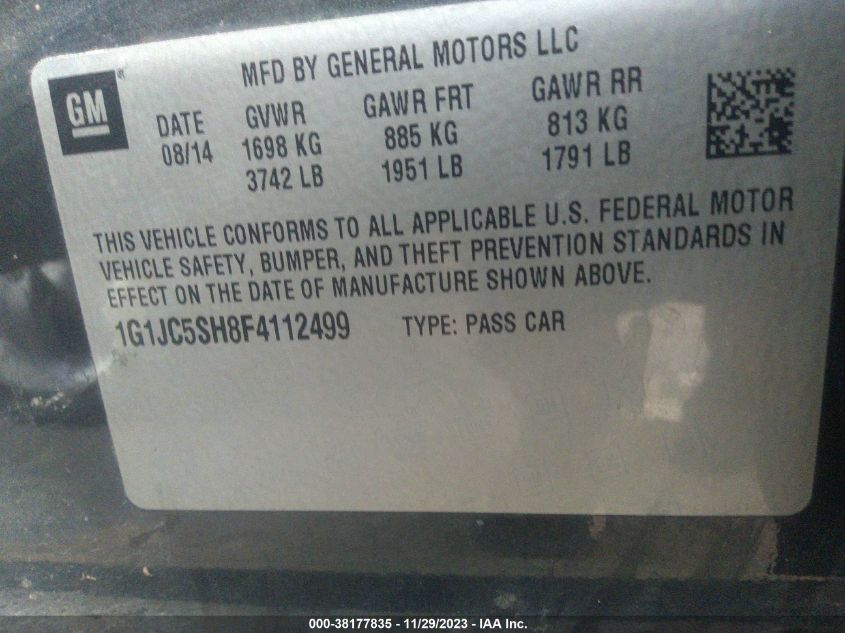 MFD BY GENERAL MOTORS LLC
GM ®
DATE GVWR GAWR FRT GAWR RR
08/14 1698 KG 885 KG 813 KG
3742 LB 1951 LB 1791 LB
THIS VEHICLE CONFORMS TO ALL APPLICABLE U.S. FEDERAL MOTOR
VEHICLE SAFETY, BUMPER, AND THEFT PREVENTION STANDARDS IN
EFFECT ON THE DATE OF MANUFACTURE SHOWN ABOVE.
1G1JC5SH8F4112499 TYPE: PASS CAR
000-38177835 - 11/29/2023 - IAA Inc.